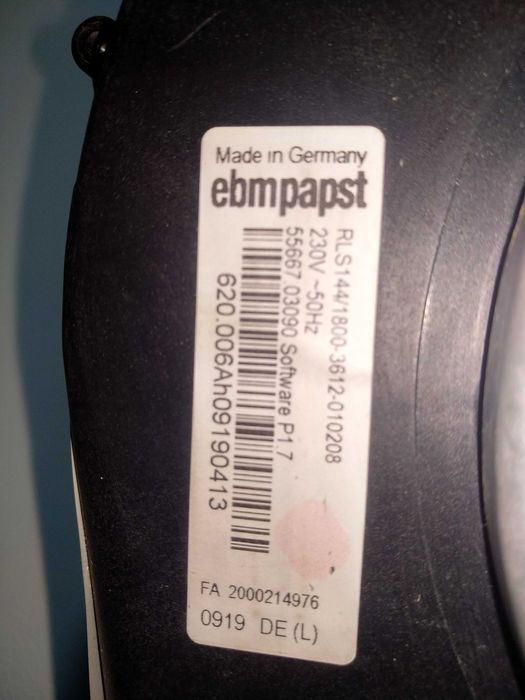 Made in Germany
ebmpapst
RLS144/1800-3612-010208
230V ~50Hz
55667.03090 Software P1.7
620.006Ah09190413
FA 2000214976
0919 DE (L)